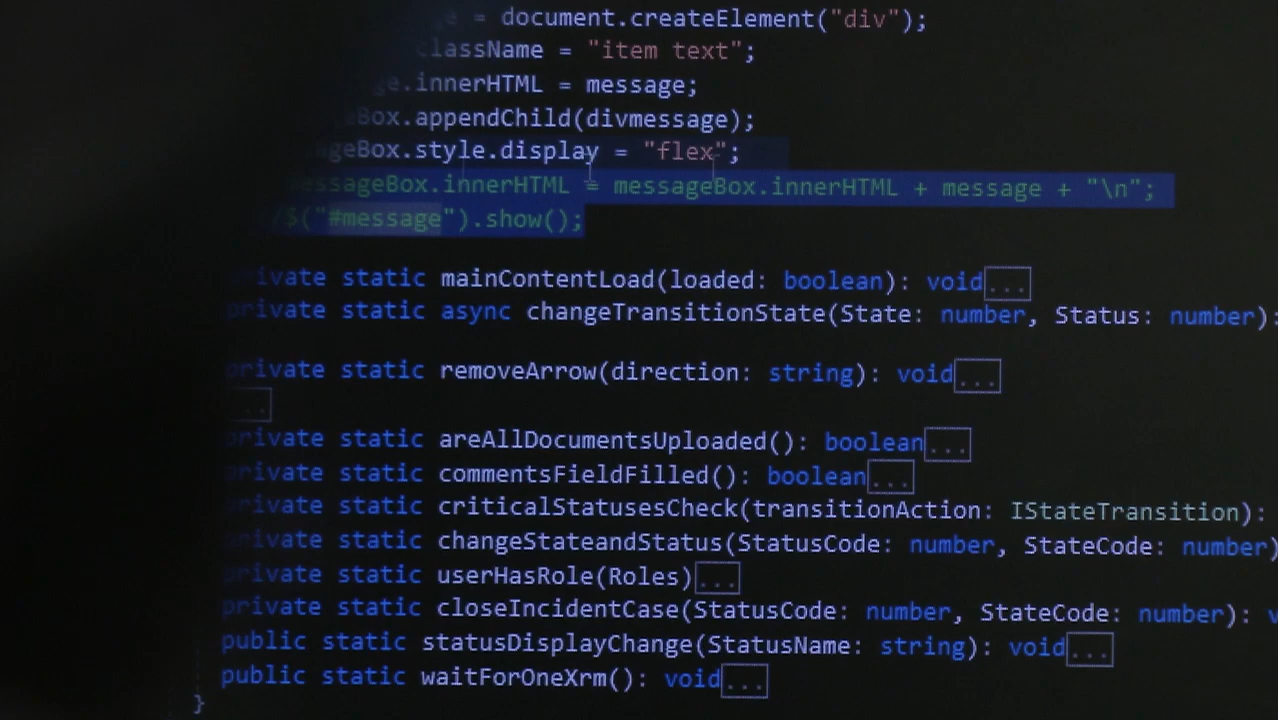 = document.createElement("div");
className = "item text";
.innerHTML = message;
Box.appendChild(divmessage);
Box.style.display = "flex";
essageBox.innerHTML = messageBox.innerHTML + message + "\n";
/$("#message").show();
private static mainContentLoad(loaded: boolean): void...
private static async changeTransitionState(State: number, Status: number):
private static removeArrow(direction: string): void...
...
private static areAllDocumentsUploaded(): boolean...
private static commentsFieldFilled(): boolean...
private static criticalStatusesCheck(transitionAction: IStateTransition):
private static changeStateandStatus(StatusCode: number, StateCode: number)
private static userHasRole(Roles)...
private static closeIncidentCase(StatusCode: number, StateCode: number): v
public static statusDisplayChange(StatusName: string): void...
public static waitForOneXrm(): void...
}